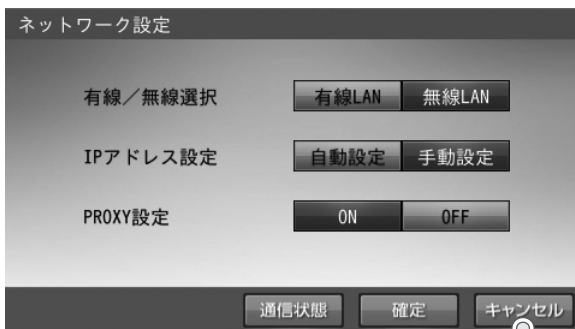 ネットワーク設定
有線／無線選択 有線LAN 無線LAN
IPアドレス設定 自動設定 手動設定
PROXY設定 ON OFF
通信状態 確定 キャンセル